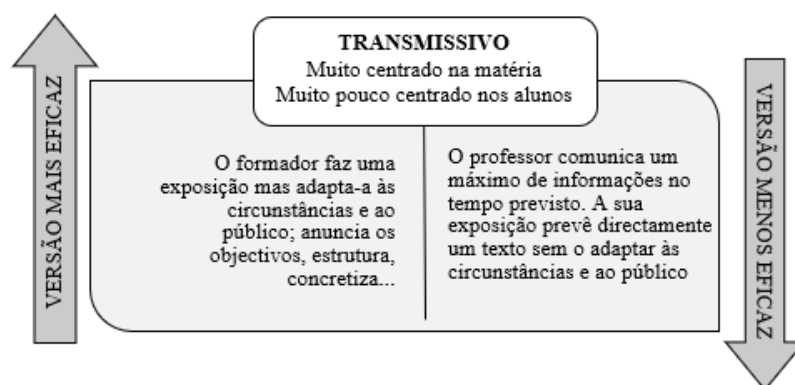 VERSÃO MAIS EFICAZ
TRANSMISSIVO
Muito centrado na matéria
Muito pouco centrado nos alunos
O formador faz uma
exposição mas adapta-a às
circunstâncias e ao
público; anuncia os
objectivos, estrutura,
concretiza...
O professor comunica um
máximo de informações no
tempo previsto. A sua
exposição prevê directamente
um texto sem o adaptar às
circunstâncias e ao público
VERSÃO MENOS EFICAZ